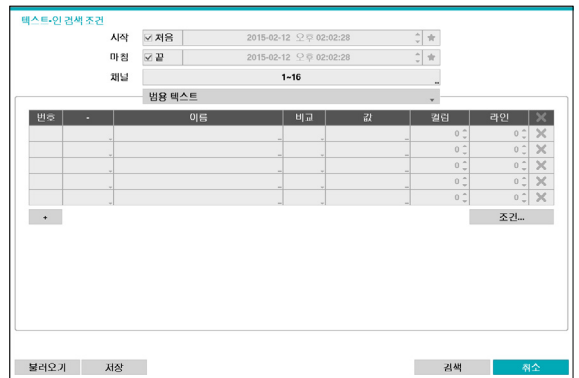 텍스트-인 검색 조건
시작 처음 2015-02-12 오후 02:02:28
마침 끝 2015-02-12 오후 02:02:28
채널 1~16
범용 텍스트
번호 - 이름 비교 값 컬럼 라인
0 0
0 0
0 0
0 0
0 0
+ 조건...
불러오기 저장 검색 취소